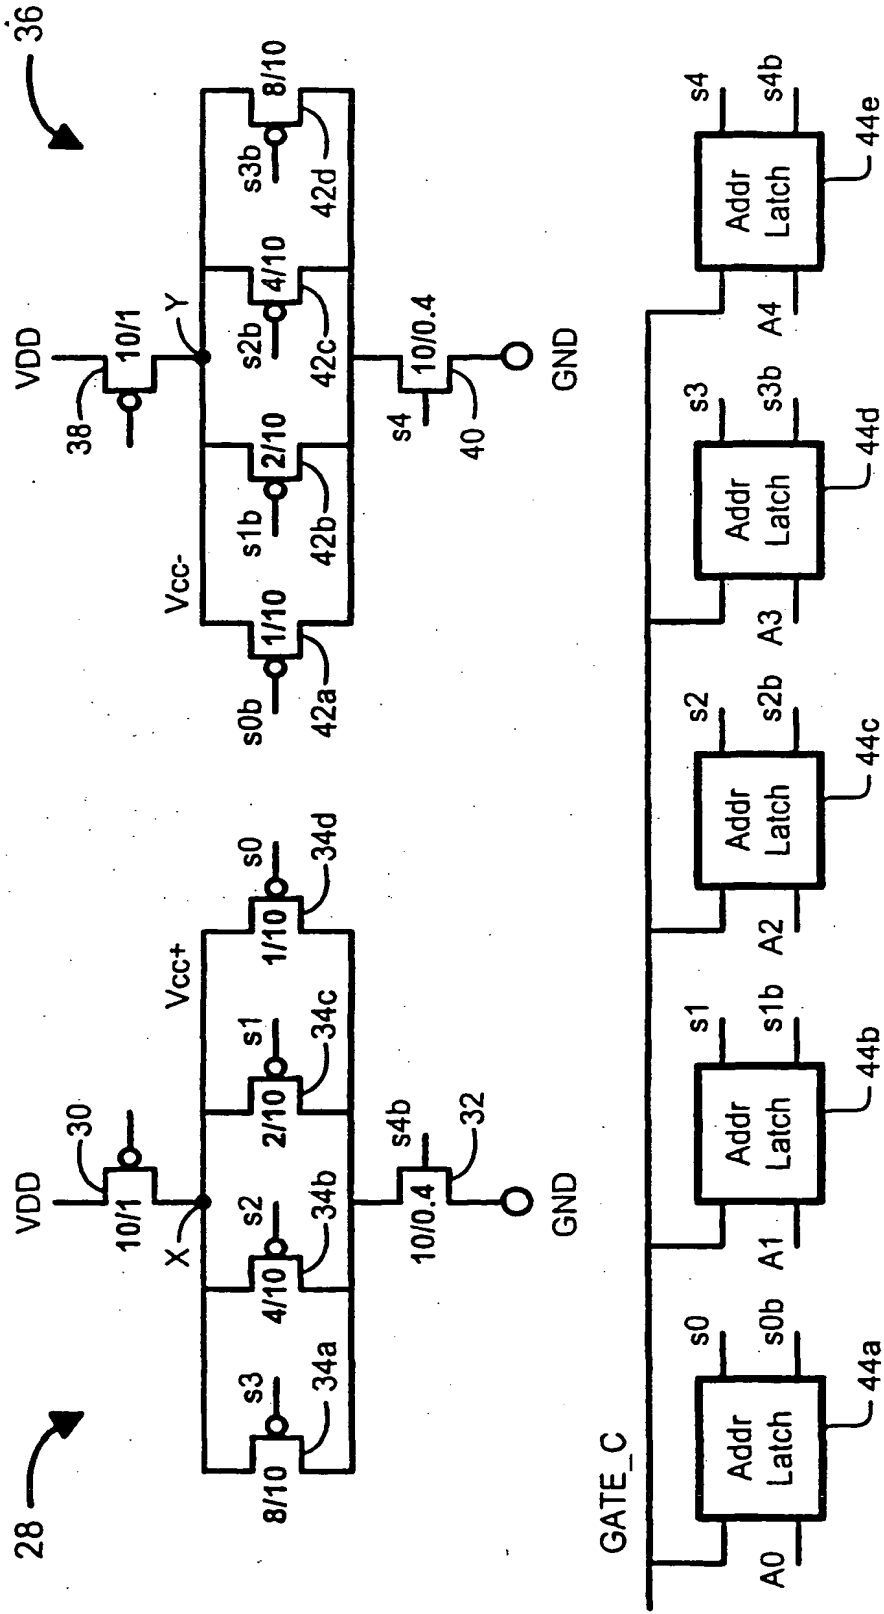 28
VDD
30
10/1
X
Vcc+
s3
8/10
34a
s2
4/10
34b
s1
2/10
34c
s0
1/10
34d
s4b
10/0.4
32
GND
36
VDD
38
10/1
Y
Vcc-
s0b
1/10
42a
s1b
2/10
42b
s2b
4/10
42c
s3b
8/10
42d
s4
10/0.4
40
GND
GATE_C
A0
Addr
Latch
s0
s0b
44a
A1
Addr
Latch
s1
s1b
44b
A2
Addr
Latch
s2
s2b
44c
A3
Addr
Latch
s3
s3b
44d
A4
Addr
Latch
s4
s4b
44e